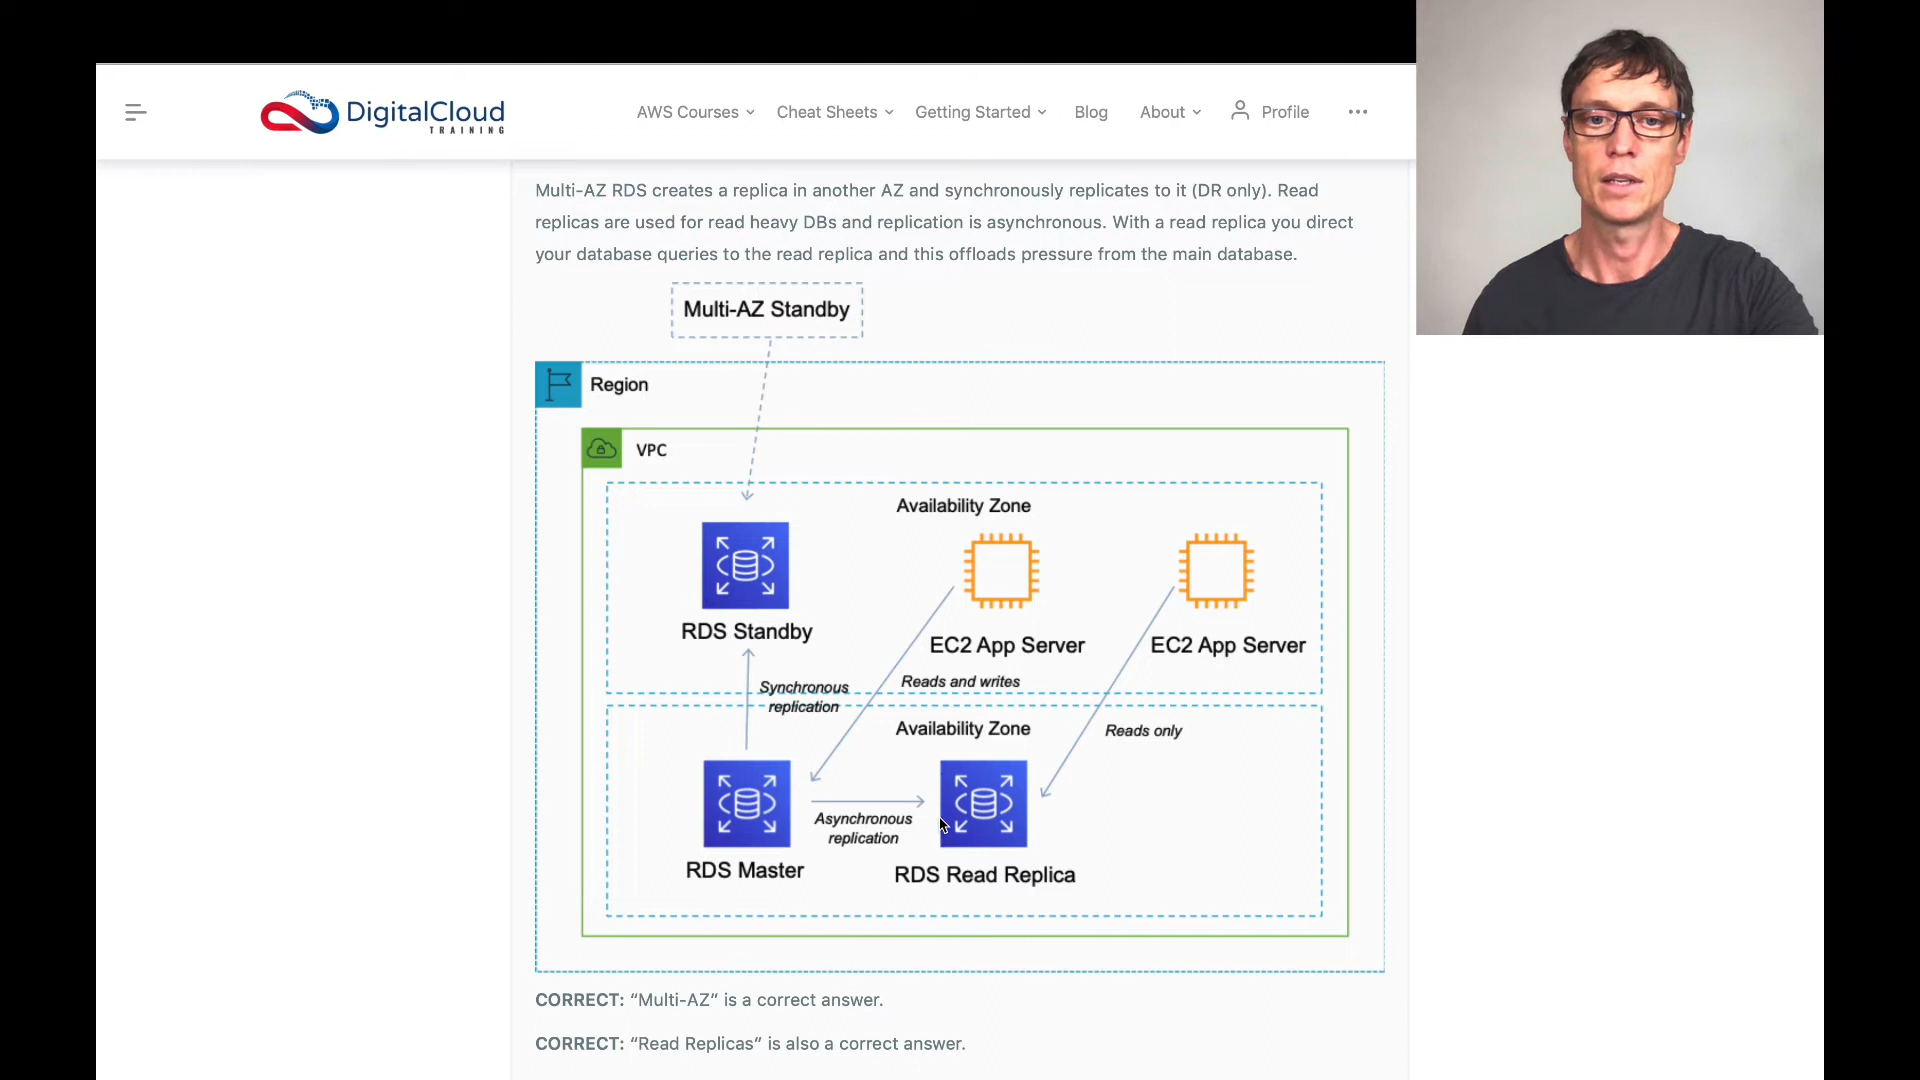 DigitalCloud
TRAINING
AWS Courses
Cheat Sheets
Getting Started
Blog
About
Profile
Multi-AZ RDS creates a replica in another AZ and synchronously replicates to it (DR only). Read
replicas are used for read heavy DBs and replication is asynchronous. With a read replica you direct
your database queries to the read replica and this offloads pressure from the main database.
Multi-AZ Standby
Region
VPC
Availability Zone
RDS Standby
EC2 App Server
EC2 App Server
Synchronous
replication
Reads and writes
Availability Zone
Reads only
Asynchronous
replication
RDS Master
RDS Read Replica
CORRECT: “Multi-AZ” is a correct answer.
CORRECT: “Read Replicas” is also a correct answer.